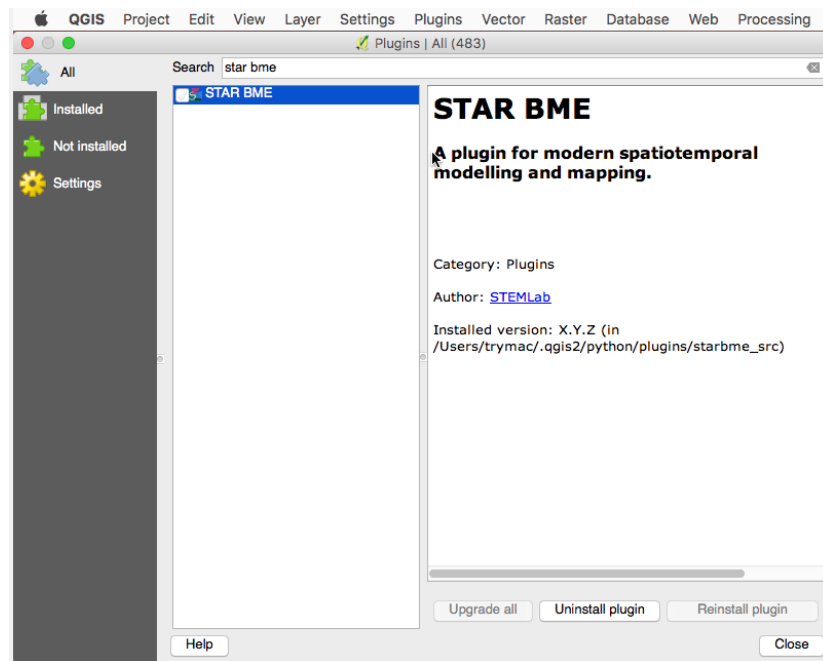 QGIS Project Edit View Layer Settings Plugins Vector Raster Database Web Processing
Plugins | All (483)
All
Installed
Not installed
Settings
Search star bme
STAR BME
STAR BME
A plugin for modern spatiotemporal
modelling and mapping.
Category: Plugins
Author: STEMLab
Installed version: X.Y.Z (in
/Users/trymac/.qgis2/python/plugins/starbme_src)
Upgrade all Uninstall plugin Reinstall plugin
Help Close